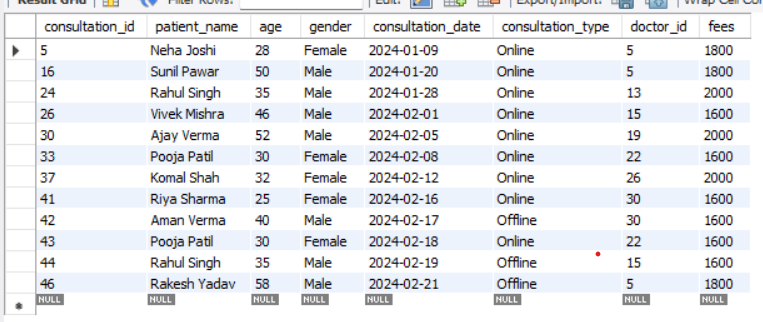 Result Grid Filter Rows: Edit: Export/Import: Wrap Cell Con
consultation_id patient_name age gender consultation_date consultation_type doctor_id fees
5 Neha Joshi 28 Female 2024-01-09 Online 5 1800
16 Sunil Pawar 50 Male 2024-01-20 Online 5 1800
24 Rahul Singh 35 Male 2024-01-28 Online 13 2000
26 Vivek Mishra 46 Male 2024-02-01 Online 15 1600
30 Ajay Verma 52 Male 2024-02-05 Online 19 2000
33 Pooja Patil 30 Female 2024-02-08 Online 22 1600
37 Komal Shah 32 Female 2024-02-12 Online 26 2000
41 Riya Sharma 25 Female 2024-02-16 Online 30 1600
42 Aman Verma 40 Male 2024-02-17 Offline 30 1600
43 Pooja Patil 30 Female 2024-02-18 Online 22 1600
44 Rahul Singh 35 Male 2024-02-19 Offline 15 1600
46 Rakesh Yadav 58 Male 2024-02-21 Offline 5 1800
NULL NULL NULL NULL NULL NULL NULL NULL